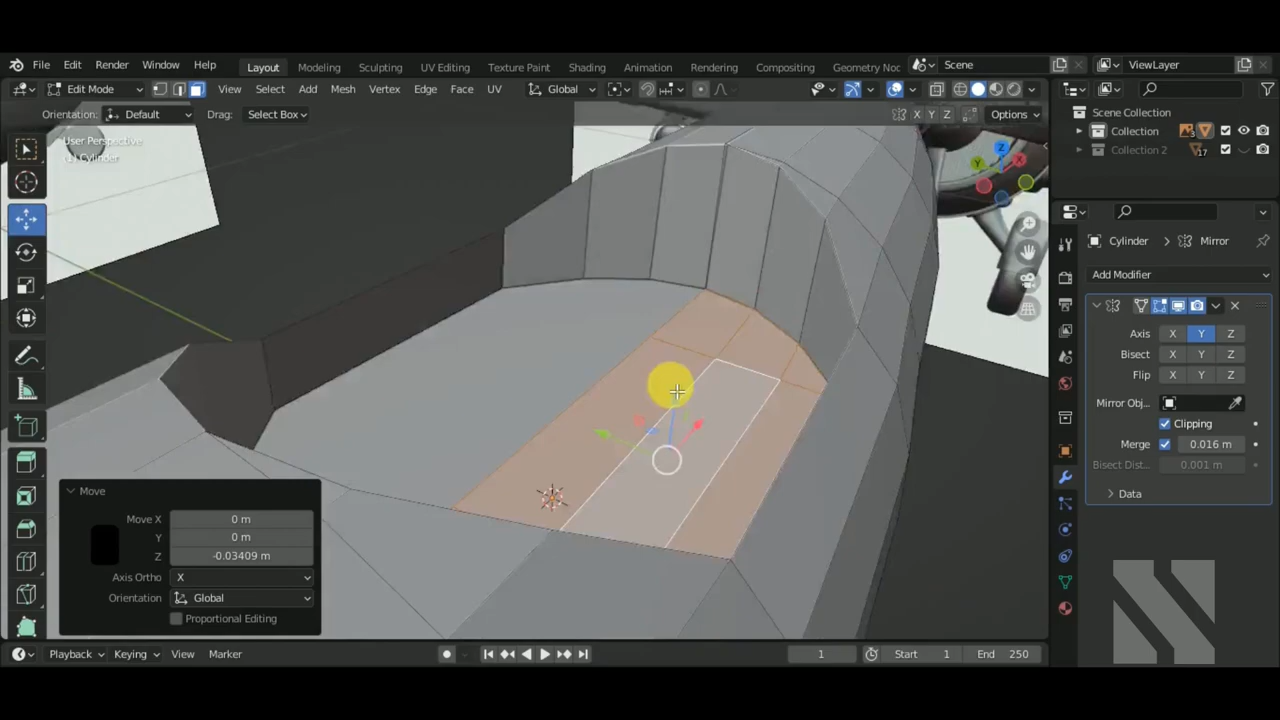 File Edit Render Window Help Layout Modeling Sculpting UV Editing Texture Paint Shading Animation Rendering Compositing Geometry Noc Scene ViewLayer
Edit Mode View Select Add Mesh Vertex Edge Face UV Global
Orientation: Default Drag: Select Box X Y Z Options
User Perspective
(1) Cylinder
Scene Collection
Collection 3
Collection 2 17
Z
Y X
Cylinder > Mirror
Add Modifier
Axis X Y Z
Bisect X Y Z
Flip X Y Z
Mirror Obj...
Clipping
Merge 0.016 m
Bisect Dist... 0.001 m
Data
Move
Move X 0 m
Y 0 m
Z -0.03409 m
Axis Ortho X
Orientation Global
Proportional Editing
Playback Keying View Marker 1 Start 1 End 250